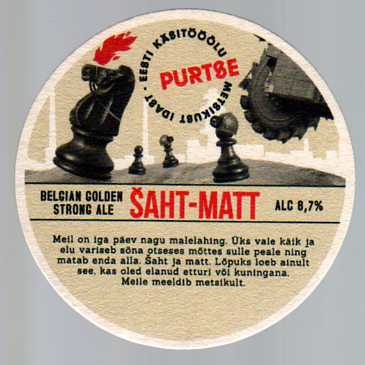 EESTI KÄSITÖÖÕLU
METSIKUST IDAST
PURTSE
BELGIAN GOLDEN
STRONG ALE
ŠAHT-MATT
ALC 8,7%
Meil on iga päev nagu malelahing. Üks vale käik ja
elu variseb sõna otseses mõttes sulle peale ning
matab enda alla. Šaht ja matt. Lõpuks loeb ainult
see, kas oled elanud etturi või kuningana.
Meile meeldib metsikult.